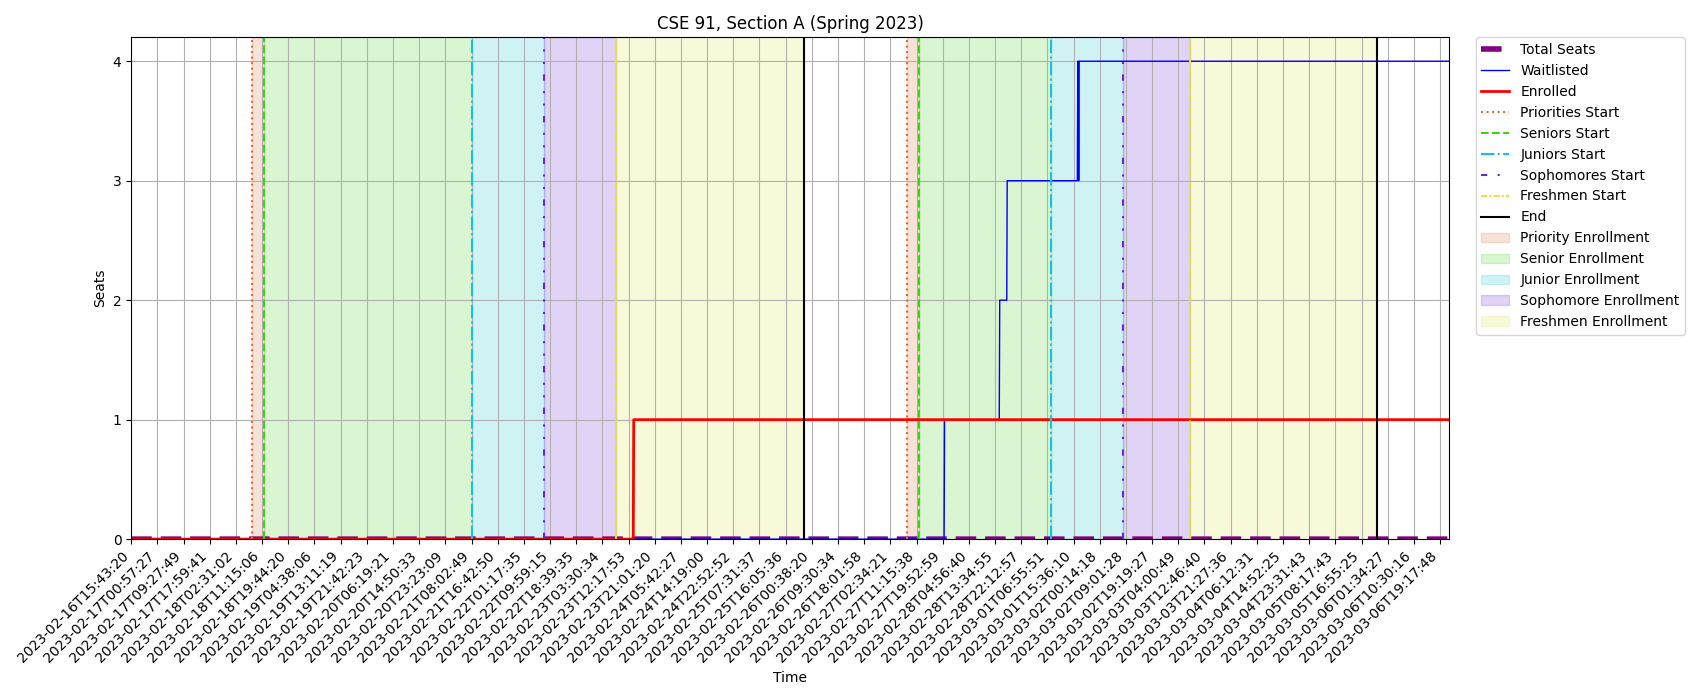 CSE 91, Section A (Spring 2023)
Seats
4
3
2
1
0
2023-02-16T15:43:20
2023-02-17T00:57:27
2023-02-17T09:27:49
2023-02-17T17:59:41
2023-02-18T02:31:02
2023-02-18T11:15:06
2023-02-18T19:44:20
2023-02-19T04:38:06
2023-02-19T13:11:19
2023-02-19T21:42:23
2023-02-20T06:19:21
2023-02-20T14:50:33
2023-02-20T23:23:09
2023-02-21T08:02:49
2023-02-21T16:42:50
2023-02-22T01:17:35
2023-02-22T09:59:15
2023-02-22T18:39:35
2023-02-23T03:30:34
2023-02-23T12:17:53
2023-02-23T21:01:20
2023-02-24T05:42:27
2023-02-24T14:19:00
2023-02-24T22:52:52
2023-02-25T07:31:37
2023-02-25T16:05:36
2023-02-26T00:38:20
2023-02-26T09:30:34
2023-02-26T18:01:58
2023-02-27T02:34:21
2023-02-27T11:15:38
2023-02-27T19:52:59
2023-02-28T04:56:40
2023-02-28T13:34:55
2023-02-28T22:12:57
2023-03-01T06:55:51
2023-03-01T15:36:10
2023-03-02T00:14:18
2023-03-02T09:01:28
2023-03-02T19:19:27
2023-03-03T04:00:49
2023-03-03T12:46:40
2023-03-03T21:27:36
2023-03-04T06:12:31
2023-03-04T14:52:25
2023-03-04T23:31:43
2023-03-05T08:17:43
2023-03-05T16:55:25
2023-03-06T01:34:27
2023-03-06T10:30:16
2023-03-06T19:17:48
Time
Total Seats
Waitlisted
Enrolled
Priorities Start
Seniors Start
Juniors Start
Sophomores Start
Freshmen Start
End
Priority Enrollment
Senior Enrollment
Junior Enrollment
Sophomore Enrollment
Freshmen Enrollment